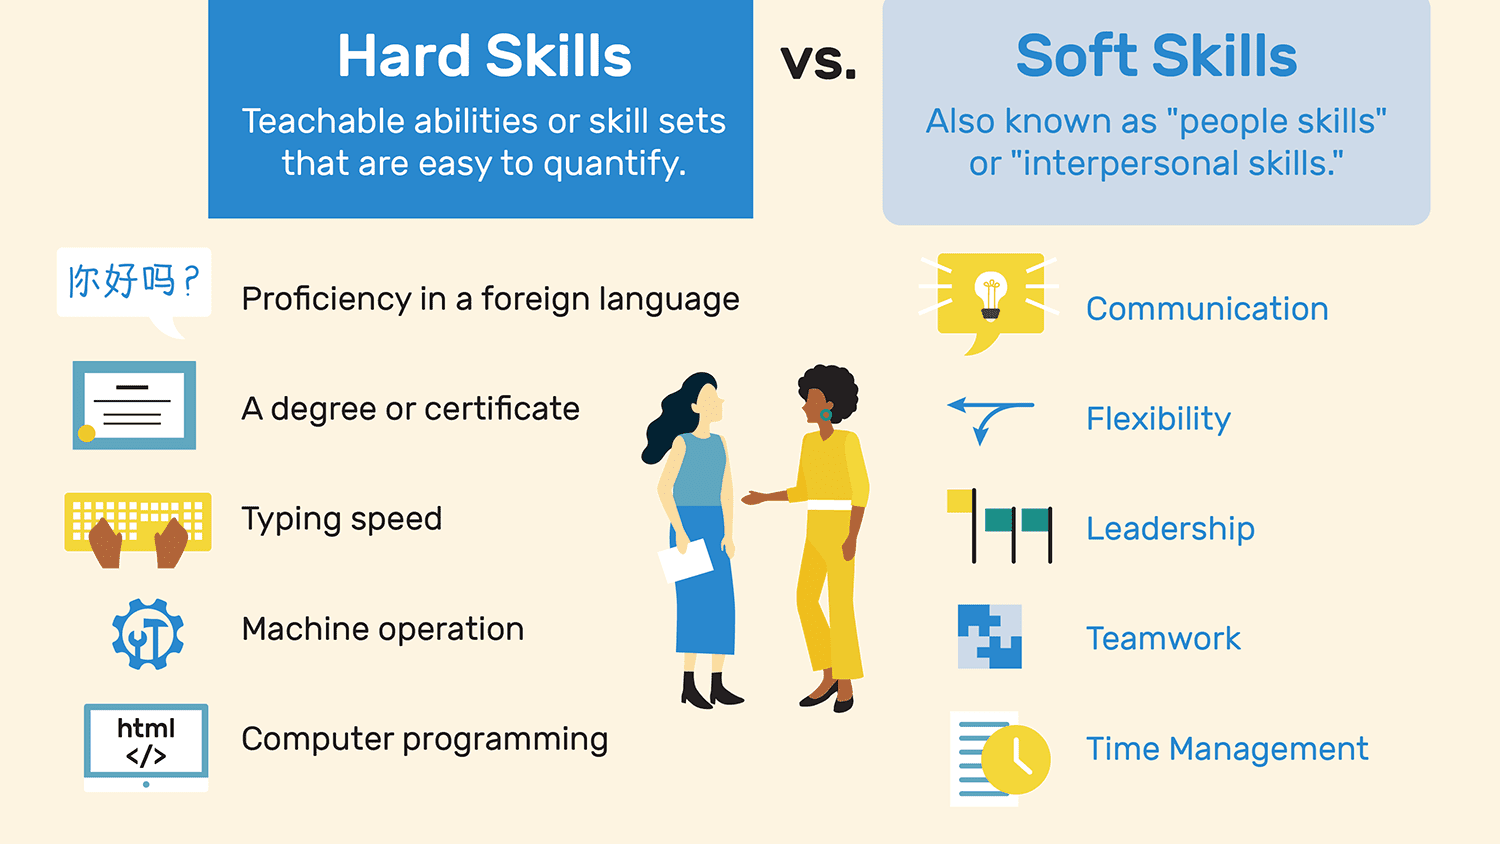 Hard Skills
Teachable abilities or skill sets
that are easy to quantify.
vs.
Soft Skills
Also known as "people skills"
or "interpersonal skills."
你好吗?
Proficiency in a foreign language
A degree or certificate
Typing speed
Machine operation
html
</>
Computer programming
Communication
Flexibility
Leadership
Teamwork
Time Management